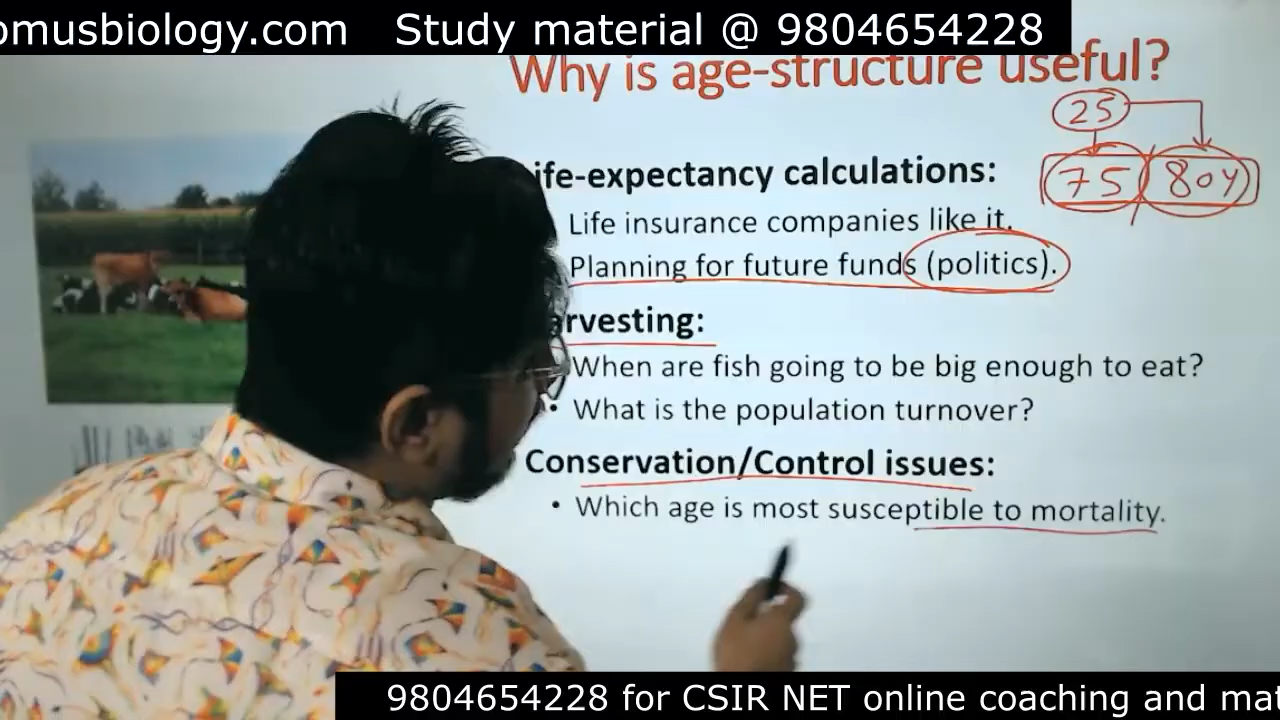 omusbiology.com Study material @ 9804654228
Why is age-structure useful?
25
75 80y
ife-expectancy calculations:
Life insurance companies like it.
Planning for future funds (politics).
arvesting:
When are fish going to be big enough to eat?
• What is the population turnover?
Conservation/Control issues:
• Which age is most susceptible to mortality.
9804654228 for CSIR NET online coaching and mat